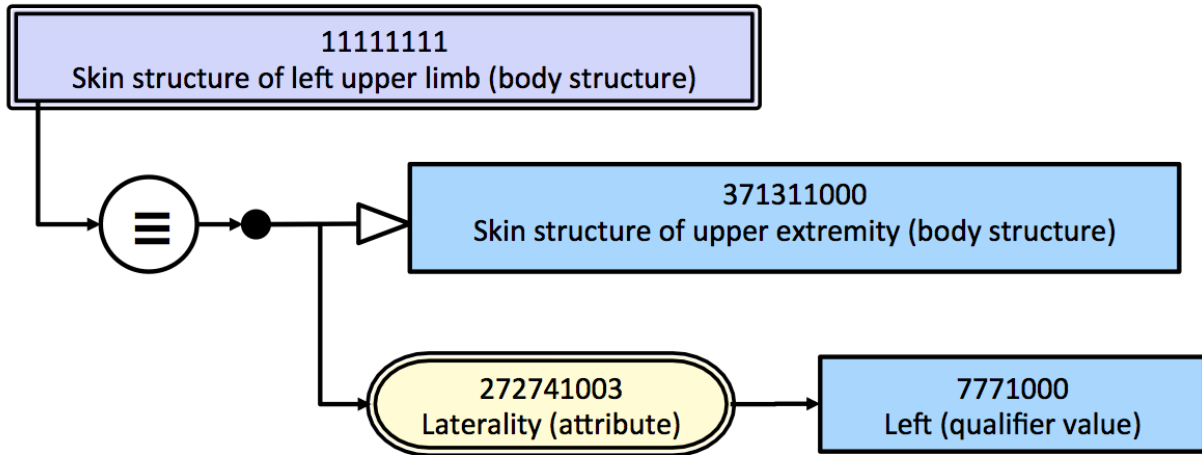 11111111
Skin structure of left upper limb (body structure)
371311000
Skin structure of upper extremity (body structure)
272741003
Laterality (attribute)
7771000
Left (qualifier value)